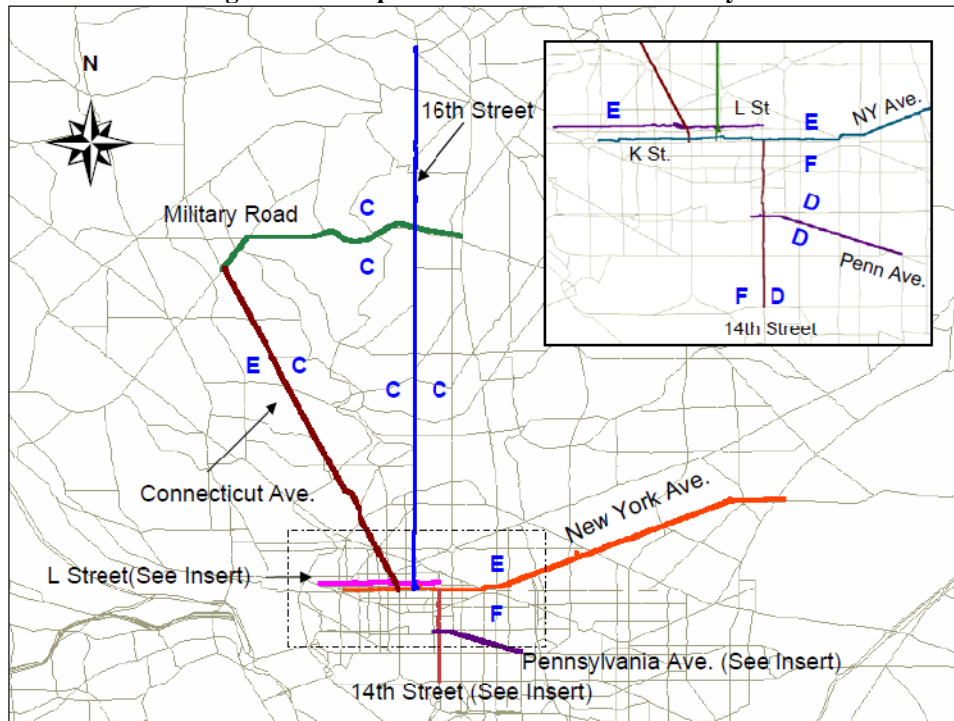 N
16th Street
Military Road
C
C
E C
C C
Connecticut Ave.
New York Ave.
L Street(See Insert)
E
F
Pennsylvania Ave. (See Insert)
14th Street (See Insert)
E
L St
E
NY Ave.
K St.
F
D
D
Penn Ave.
F D
14th Street